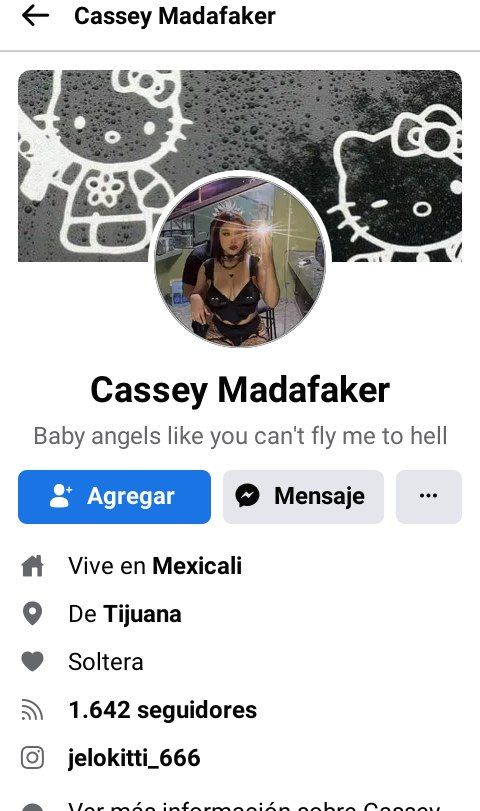 Cassey Madafaker
Cassey Madafaker
Baby angels like you can't fly me to hell
Agregar
Mensaje
Vive en Mexicali
De Tijuana
Soltera
1.642 seguidores
jelokitti_666
Ver más información sobre Cassey